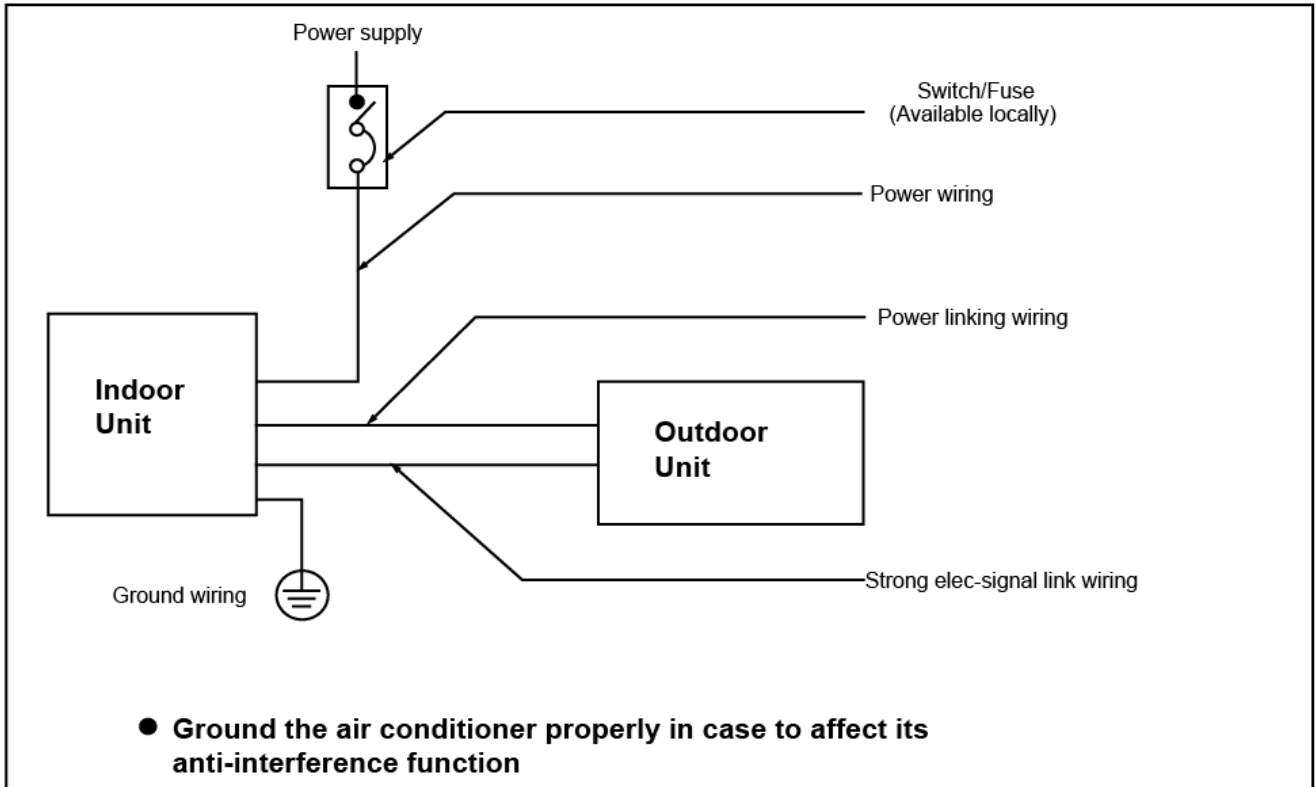 Power supply
Switch/Fuse
(Available locally)
Power wiring
Power linking wiring
Indoor
Unit
Outdoor
Unit
Strong elec-signal link wiring
Ground wiring
● Ground the air conditioner properly in case to affect its
anti-interference function